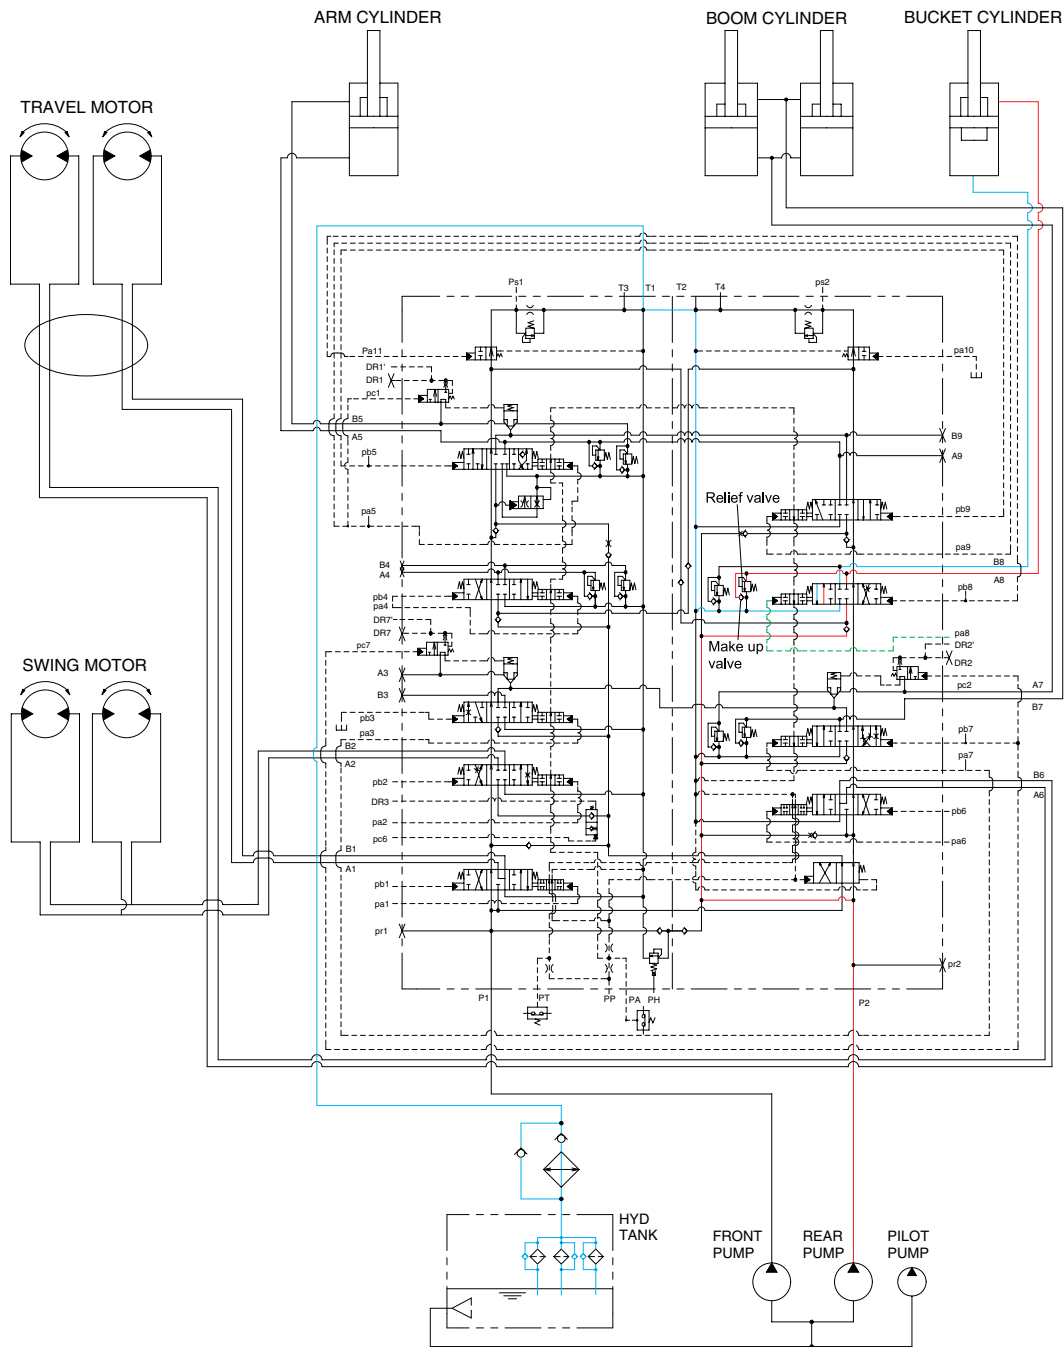 ARM CYLINDER
BOOM CYLINDER
BUCKET CYLINDER
TRAVEL MOTOR
Ps1
T3
T1
T2
T4
ps2
Pa11
pa10
DR1'
DR1
pc1
B5
A5
B9
A9
pb5
Relief valve
pa5
pb9
pa9
B4
A4
B8
A8
pb4
pa4
pb8
DR7'
DR7
Make up
valve
pa8
DR2'
DR2
pc7
SWING MOTOR
A3
B3
pc2
A7
B7
pb3
pa3
pb7
pa7
B2
A2
B6
A6
pb2
DR3
pa2
pc6
pb6
pa6
B1
A1
pb1
pa1
pr1
pr2
P1
PT
PP
PA
PH
P2
HYD
TANK
FRONT
PUMP
REAR
PUMP
PILOT
PUMP